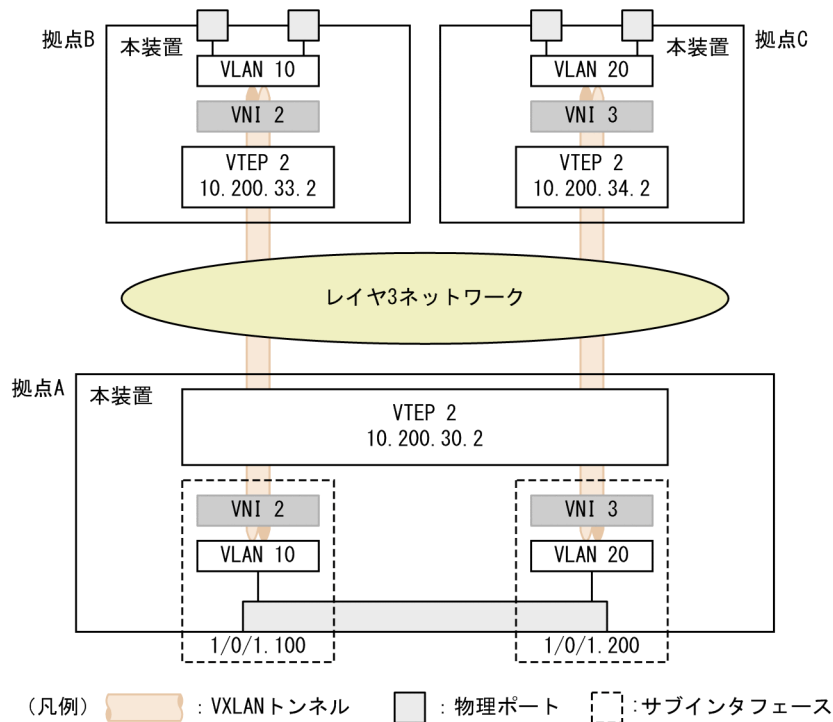 拠点B
本装置
VLAN 10
VNI 2
VTEP 2
10.200.33.2
本装置
拠点C
VLAN 20
VNI 3
VTEP 2
10.200.34.2
レイヤ3ネットワーク
拠点A
本装置
VTEP 2
10.200.30.2
VNI 2
VNI 3
VLAN 10
VLAN 20
1/0/1.100
1/0/1.200
(凡例) : VXLANトンネル : 物理ポート :サブインタフェース